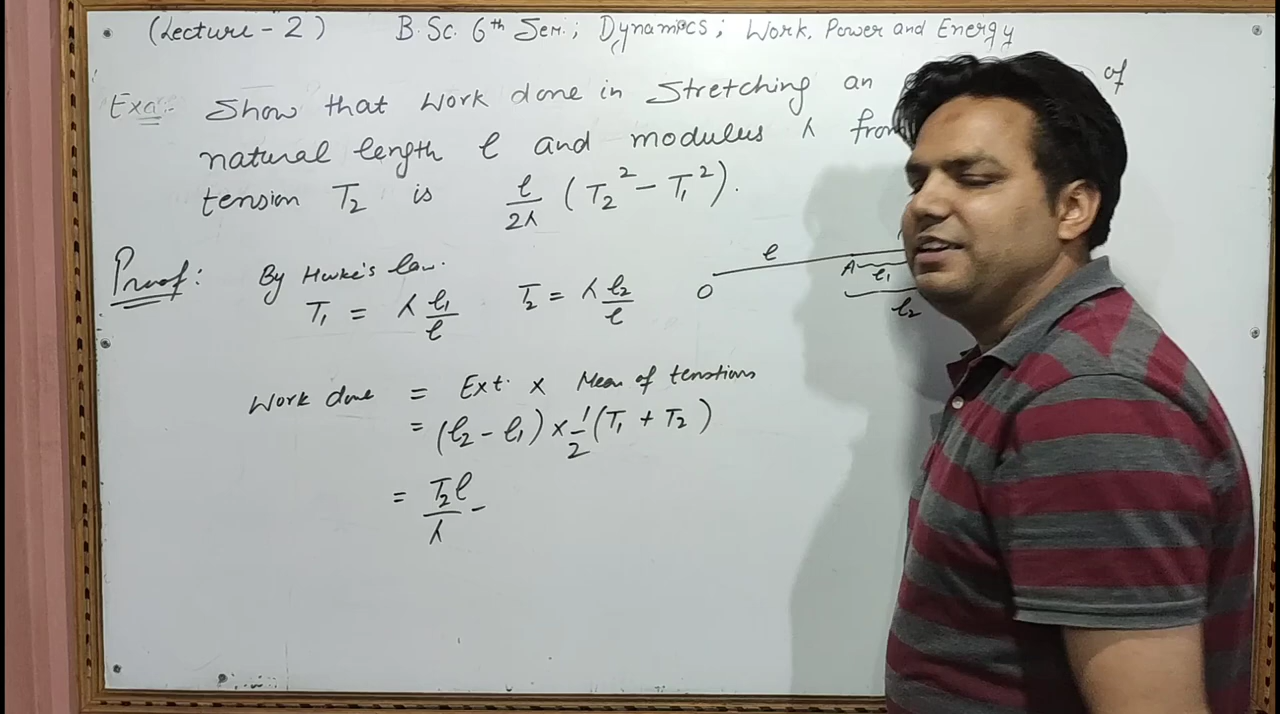 (Lecture - 2) B.Sc. 6th Sem.; Dynamics; Work, Power and Energy
Exa:- Show that work done in stretching an of
natural length l and modulus λ from
tension T₂ is l/2λ (T₂² - T₁²).
Proof: By Hooke's law.
T₁ = λ l₁/l T₂ = λ l₂/l
O l A l₁
l₂
Work done = Ext. × Mean of tenstions
= (l₂ - l₁) × 1/2 (T₁ + T₂)
= T₂l/λ -